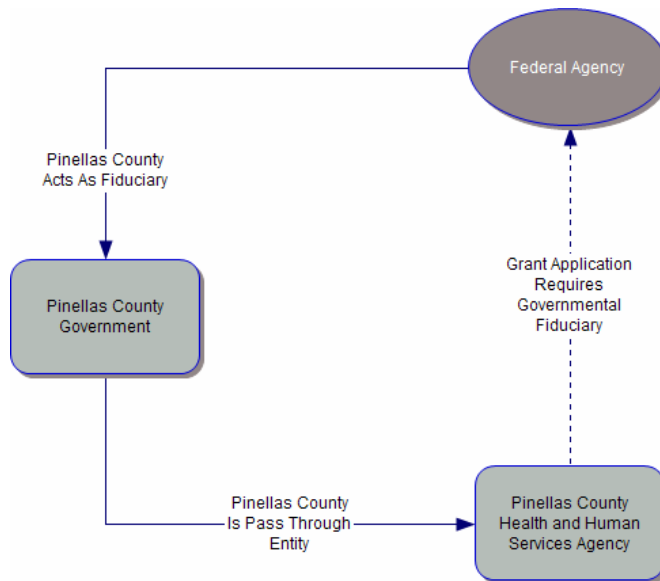 Federal Agency
Pinellas County
Acts As Fiduciary
Pinellas County
Government
Grant Application
Requires
Governmental
Fiduciary
Pinellas County
Is Pass Through
Entity
Pinellas County
Health and Human
Services Agency